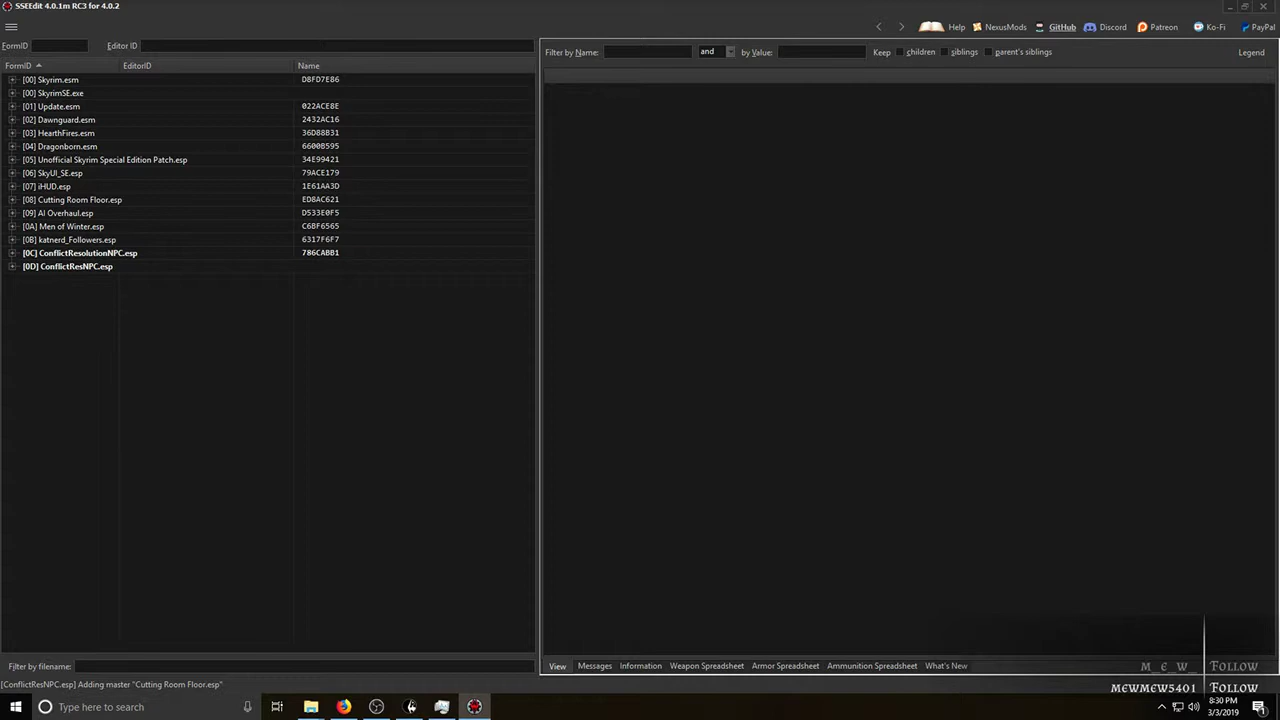 SSEEdit 4.0.1m RC3 for 4.0.2
Help NexusMods GitHub Discord Patreon Ko-Fi PayPal
FormID Editor ID
Filter by Name: and by Value: Keep children siblings parent's siblings Legend
FormID EditorID Name
[00] Skyrim.esm D8FD7E86
[00] SkyrimSE.exe
[01] Update.esm 022ACE8E
[02] Dawnguard.esm 2432AC16
[03] HearthFires.esm 36D88B31
[04] Dragonborn.esm 6600B595
[05] Unofficial Skyrim Special Edition Patch.esp 34E99421
[06] SkyUI_SE.esp 79ACE179
[07] iHUD.esp 1E61AA3D
[08] Cutting Room Floor.esp ED8AC621
[09] AI Overhaul.esp D533E0F5
[0A] Men of Winter.esp C6BF6565
[0B] katnerd_Followers.esp 6317F6F7
[0C] ConflictResolutionNPC.esp 786CABB1
[0D] ConflictResNPC.esp
Filter by filename:
View Messages Information Weapon Spreadsheet Armor Spreadsheet Ammunition Spreadsheet What's New
M_E_W FOLLOW
[ConflictResNPC.esp] Adding master "Cutting Room Floor.esp"
MEWMEW5401 FOLLOW
Type here to search
8:30 PM
3/3/2019